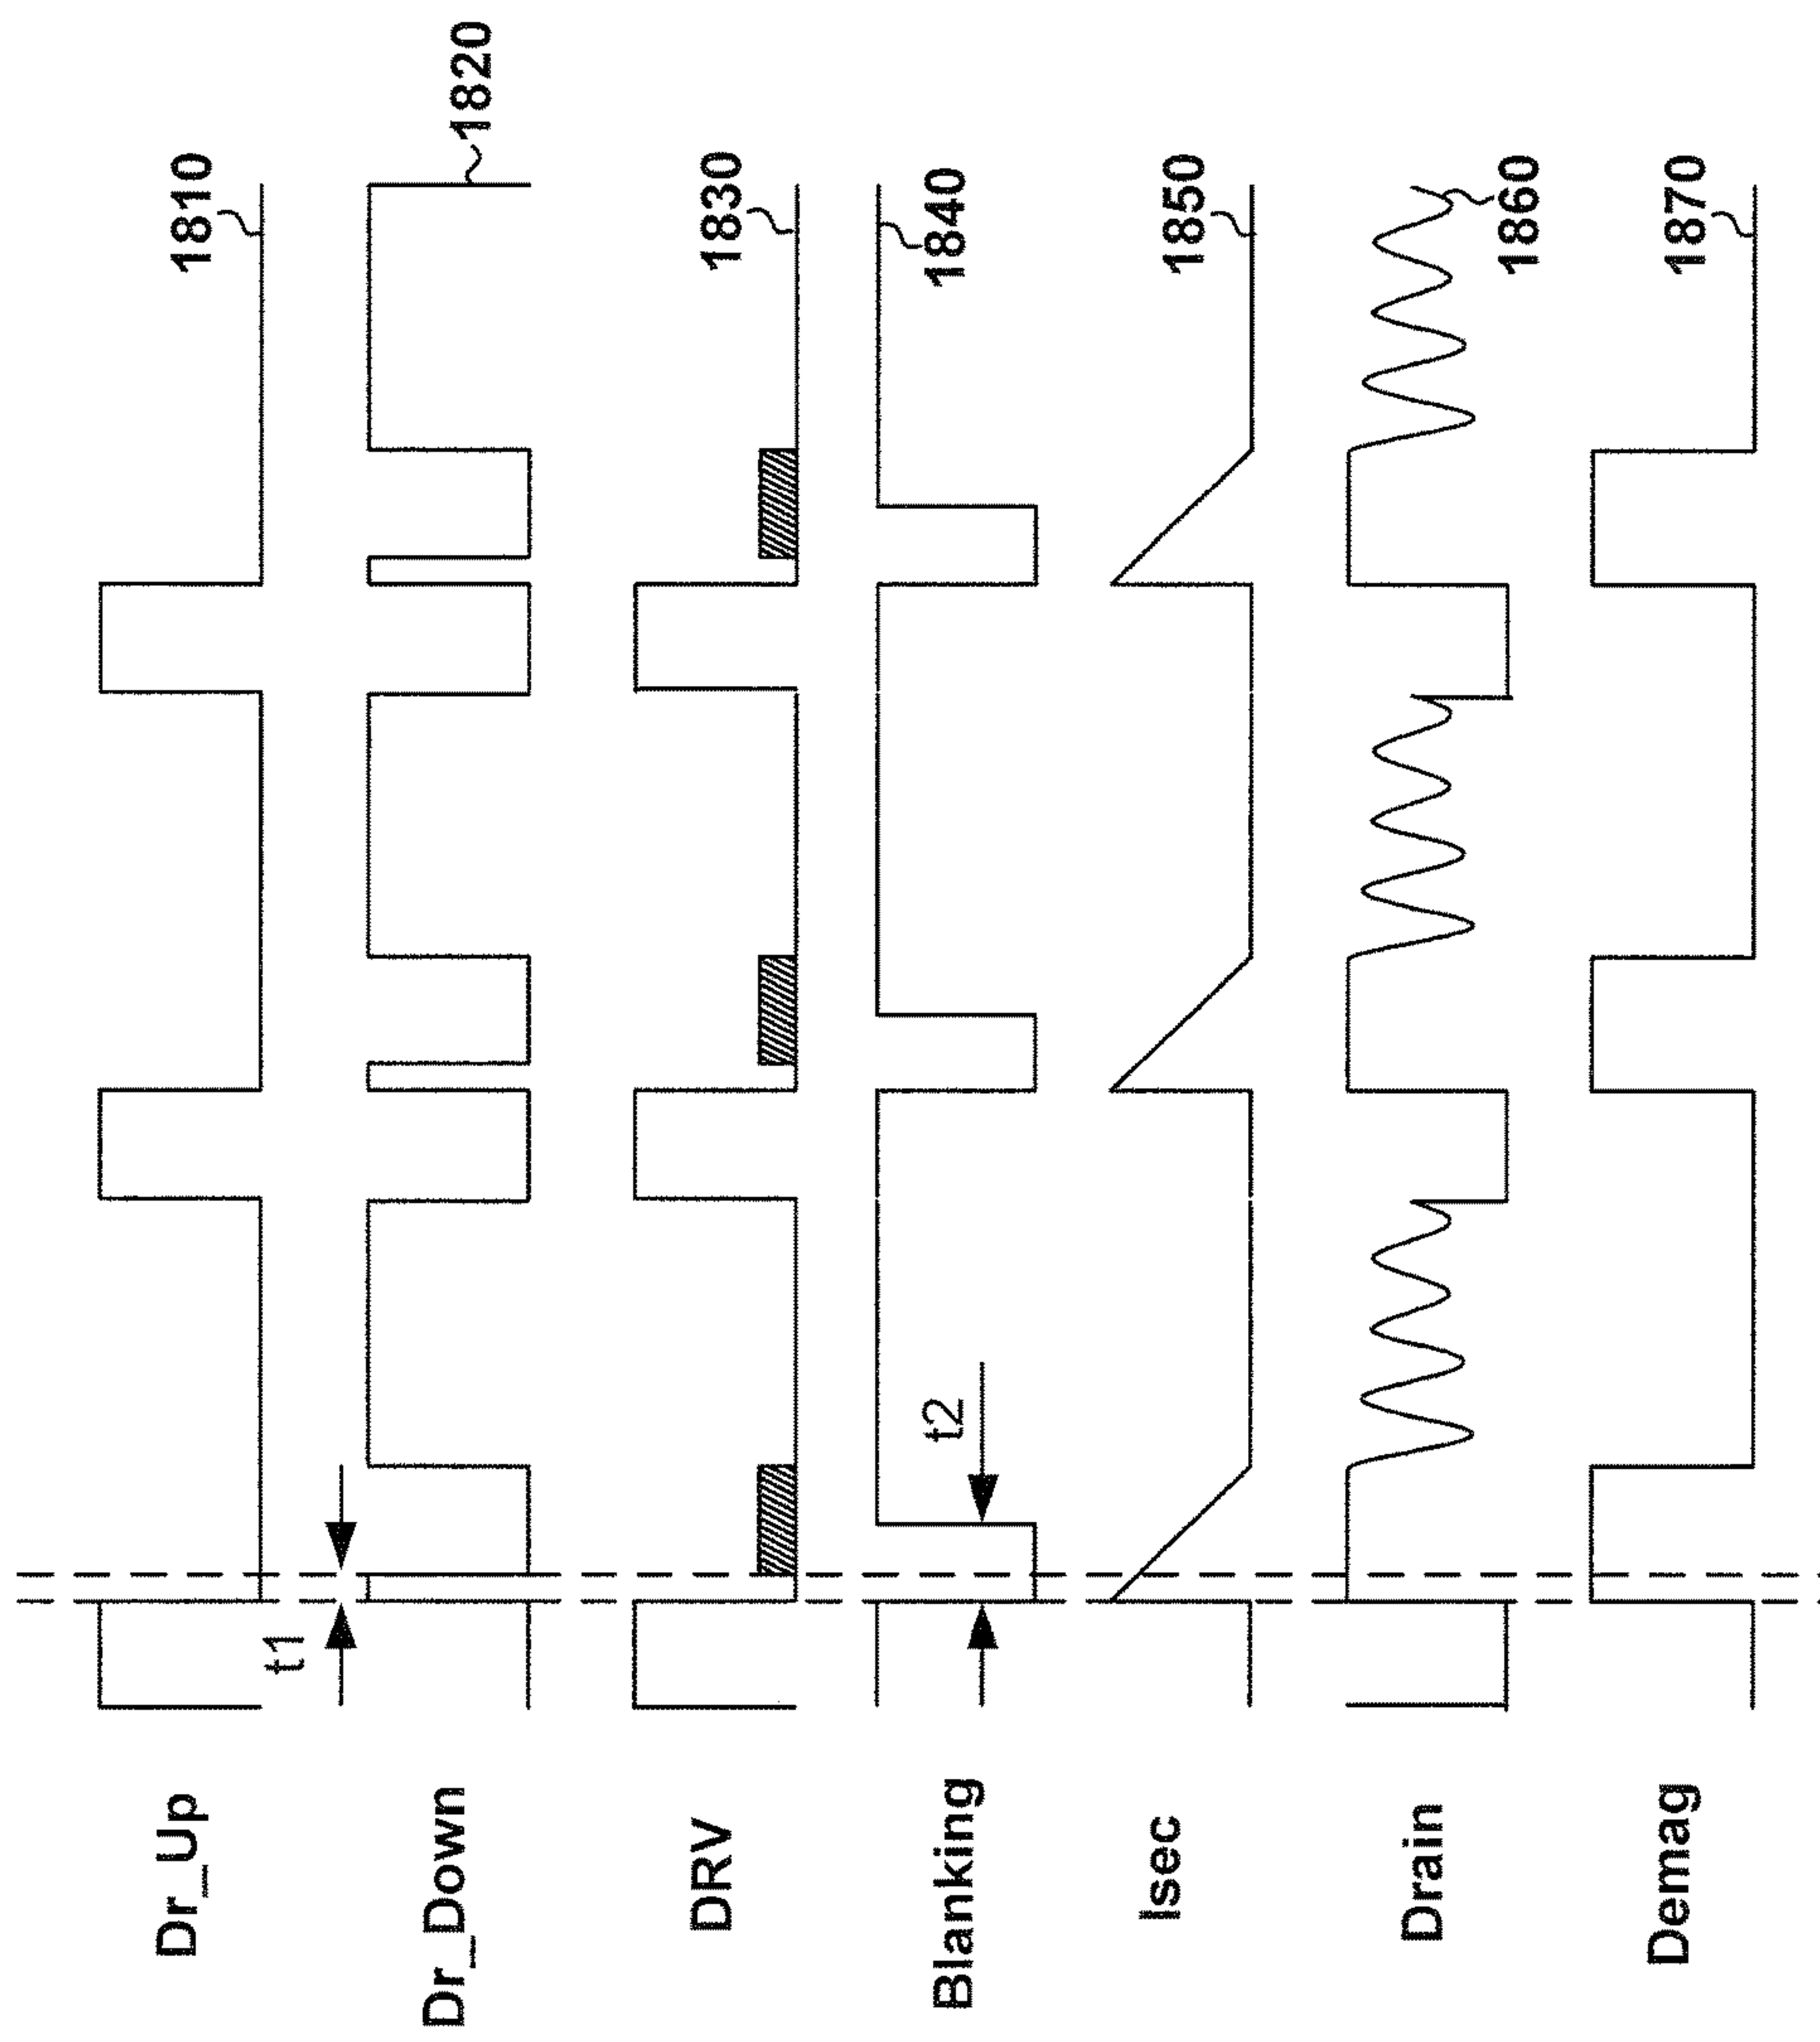 Dr_Up
1810
t1
Dr_Down
1820
DRV
1830
Blanking
t2
1840
Isec
1850
Drain
1860
Demag
1870